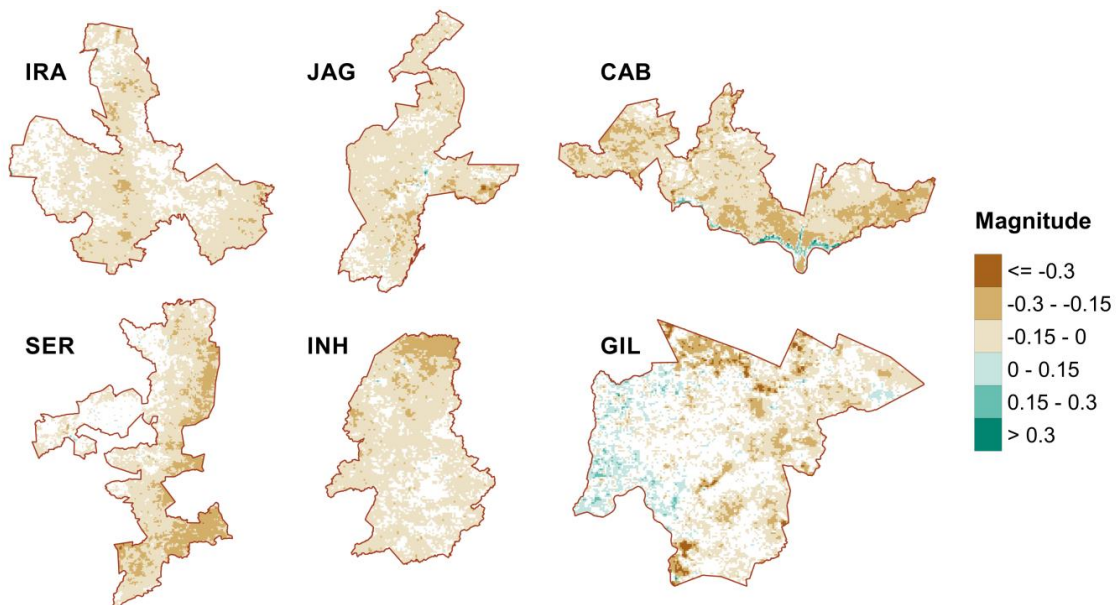 IRA
JAG
CAB
SER
INH
GIL
Magnitude
<= -0.3
-0.3 - -0.15
-0.15 - 0
0 - 0.15
0.15 - 0.3
> 0.3